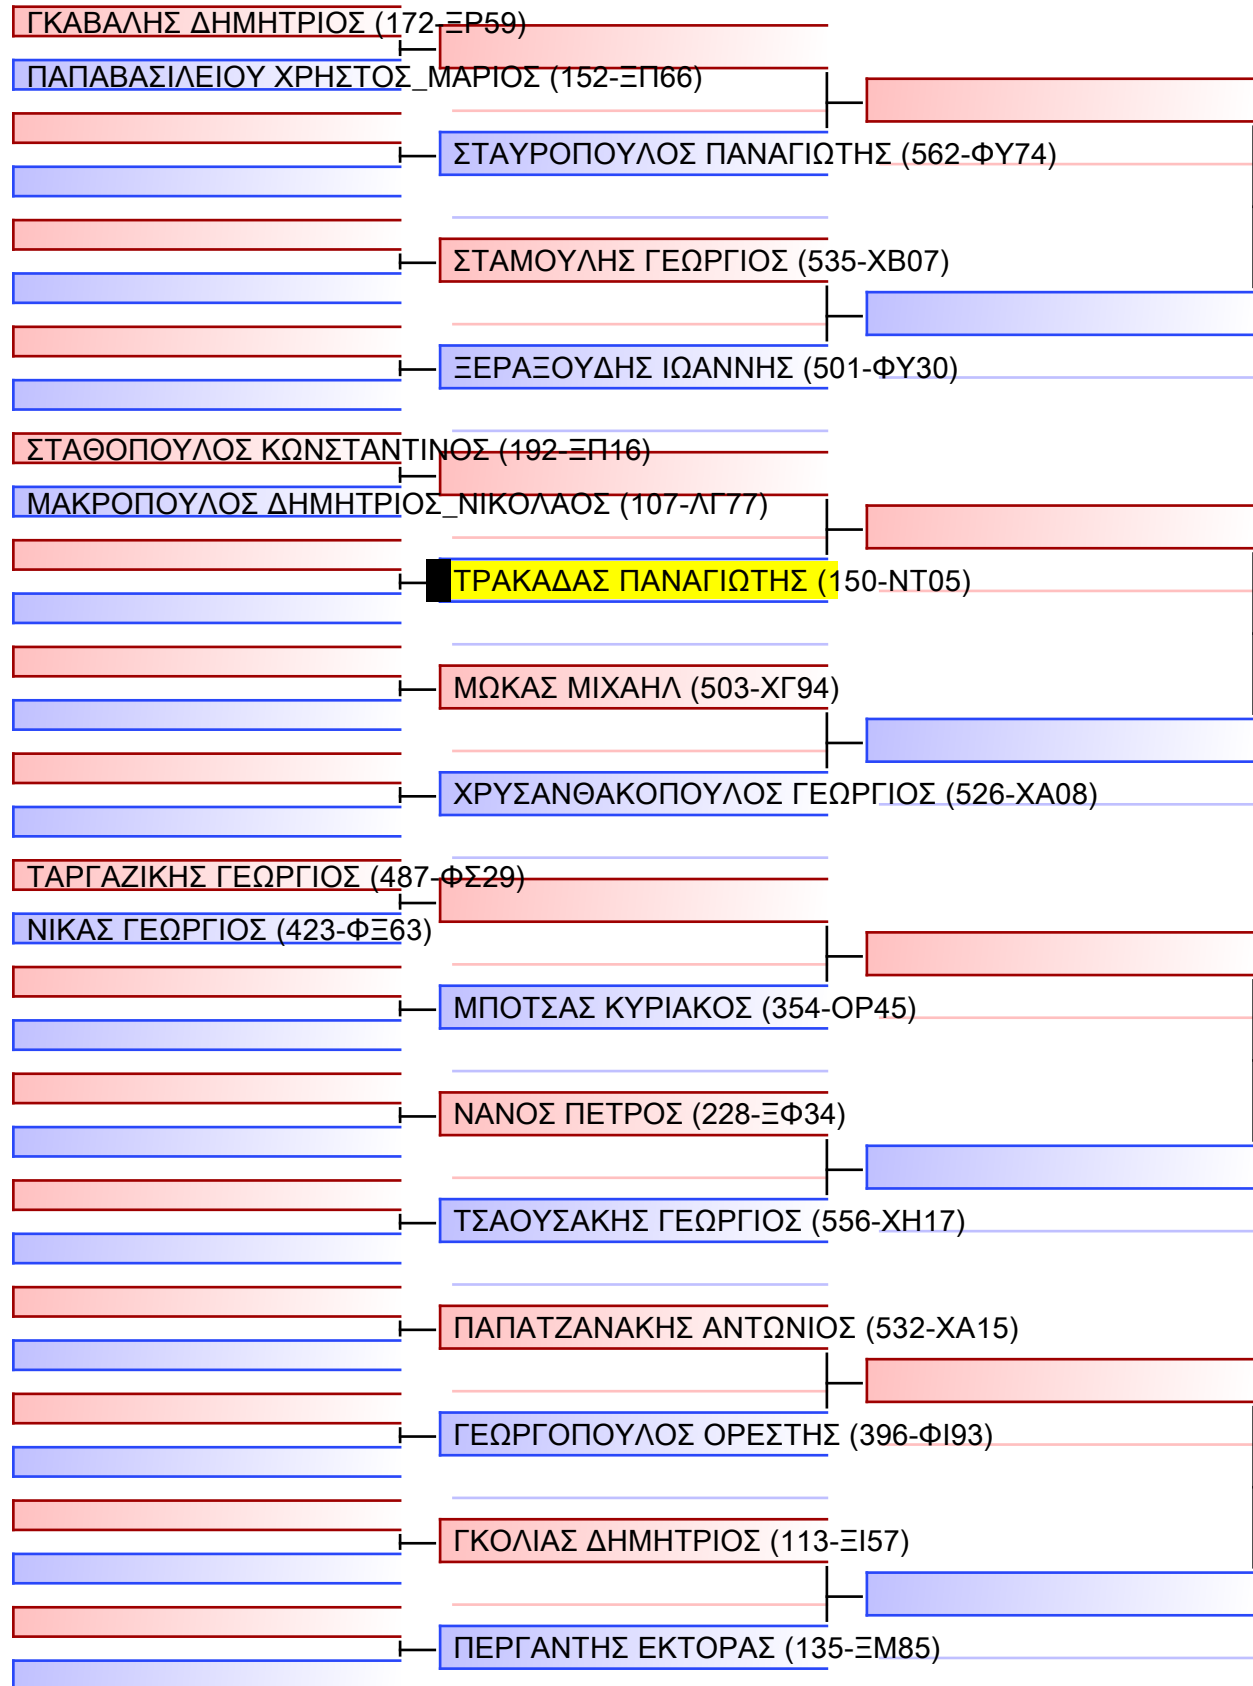 ΓΚΑΒΑΛΗΣ ΔΗΜΗΤΡΙΟΣ (172-ΞΡ59)
ΠΑΠΑΒΑΣΙΛΕΙΟΥ ΧΡΗΣΤΟΣ_ΜΑΡΙΟΣ (152-ΞΠ66)
ΣΤΑΥΡΟΠΟΥΛΟΣ ΠΑΝΑΓΙΩΤΗΣ (562-ΦΥ74)
ΣΤΑΜΟΥΛΗΣ ΓΕΩΡΓΙΟΣ (535-ΧΒ07)
ΞΕΡΑΞΟΥΔΗΣ ΙΩΑΝΝΗΣ (501-ΦΥ30)
ΣΤΑΘΟΠΟΥΛΟΣ ΚΩΝΣΤΑΝΤΙΝΟΣ (192-ΞΠ16)
ΜΑΚΡΟΠΟΥΛΟΣ ΔΗΜΗΤΡΙΟΣ_ΝΙΚΟΛΑΟΣ (107-ΛΓ77)
ΤΡΑΚΑΔΑΣ ΠΑΝΑΓΙΩΤΗΣ (150-ΝΤ05)
ΜΩΚΑΣ ΜΙΧΑΗΛ (503-ΧΓ94)
ΧΡΥΣΑΝΘΑΚΟΠΟΥΛΟΣ ΓΕΩΡΓΙΟΣ (526-ΧΑ08)
ΤΑΡΓΑΖΙΚΗΣ ΓΕΩΡΓΙΟΣ (487-ΦΣ29)
ΝΙΚΑΣ ΓΕΩΡΓΙΟΣ (423-ΦΞ63)
ΜΠΟΤΣΑΣ ΚΥΡΙΑΚΟΣ (354-ΟΡ45)
ΝΑΝΟΣ ΠΕΤΡΟΣ (228-ΞΦ34)
ΤΣΑΟΥΣΑΚΗΣ ΓΕΩΡΓΙΟΣ (556-ΧΗ17)
ΠΑΠΑΤΖΑΝΑΚΗΣ ΑΝΤΩΝΙΟΣ (532-ΧΑ15)
ΓΕΩΡΓΟΠΟΥΛΟΣ ΟΡΕΣΤΗΣ (396-ΦΙ93)
ΓΚΟΛΙΑΣ ΔΗΜΗΤΡΙΟΣ (113-ΞΙ57)
ΠΕΡΓΑΝΤΗΣ ΕΚΤΟΡΑΣ (135-ΞΜ85)